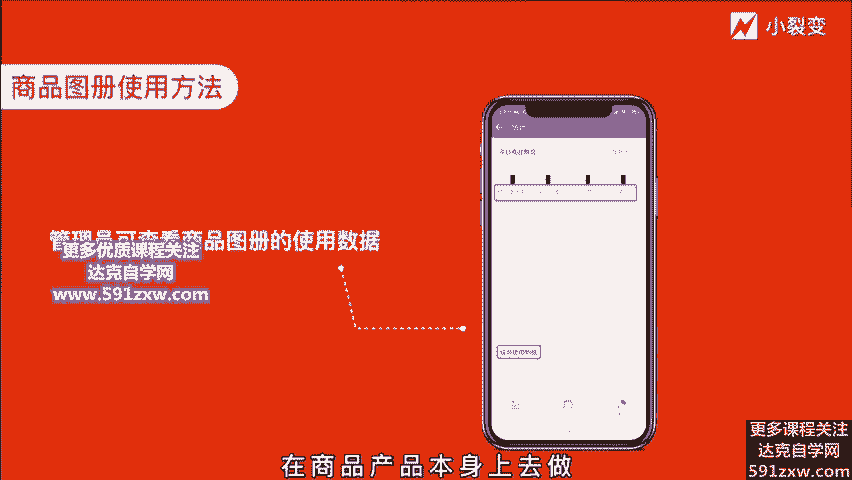 小裂变
商品图册使用方法
管理员可查看商品图册的使用数据
更多优质课程关注
达克自学网
www.591zxw.com
在商品产品本身上去做
更多课程关注
达克自学网
591zxw.com